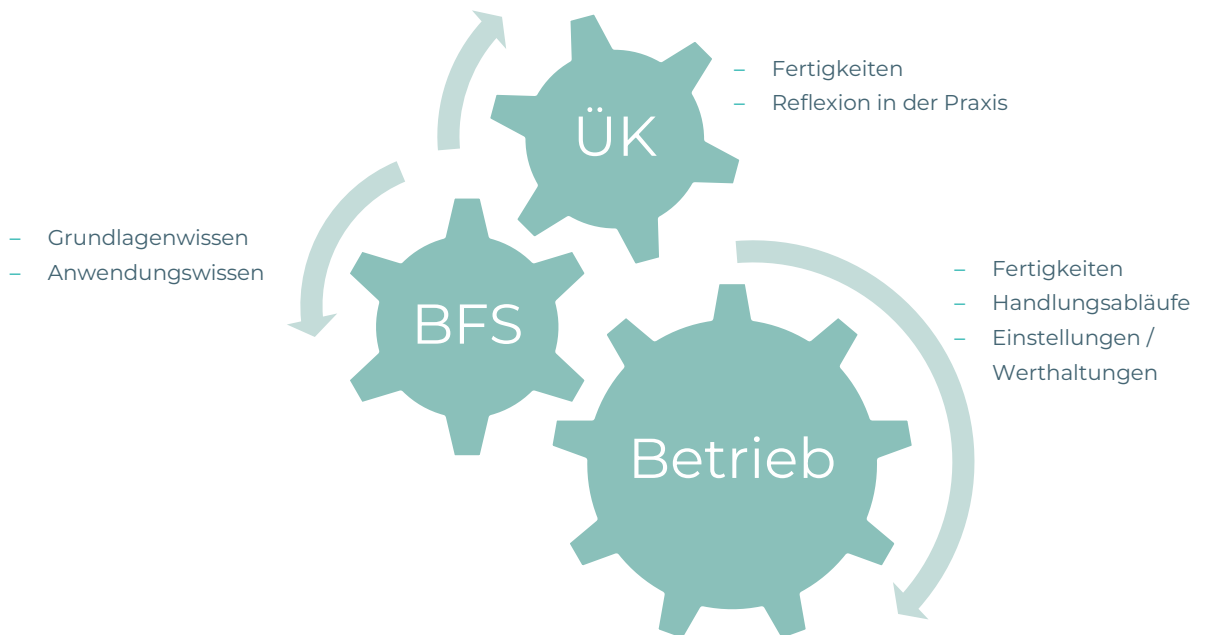 ÜK
– Fertigkeiten
– Reflexion in der Praxis
BFS
– Grundlagenwissen
– Anwendungswissen
Betrieb
– Fertigkeiten
– Handlungsabläufe
– Einstellungen /
Werthaltungen